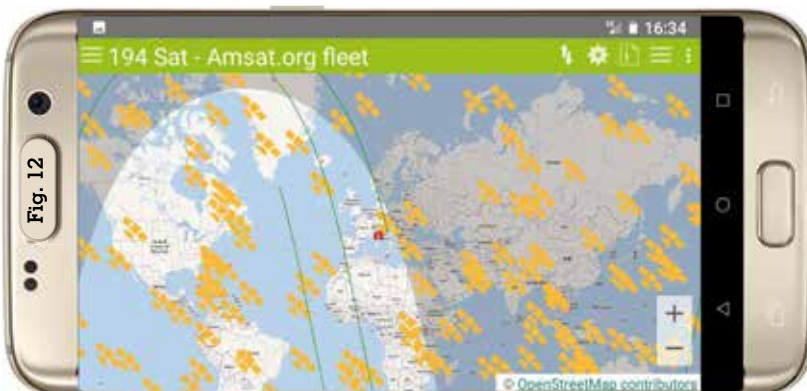 16:34
194 Sat - Amsat.org fleet
Fig. 12
+
−
© OpenStreetMap contributors